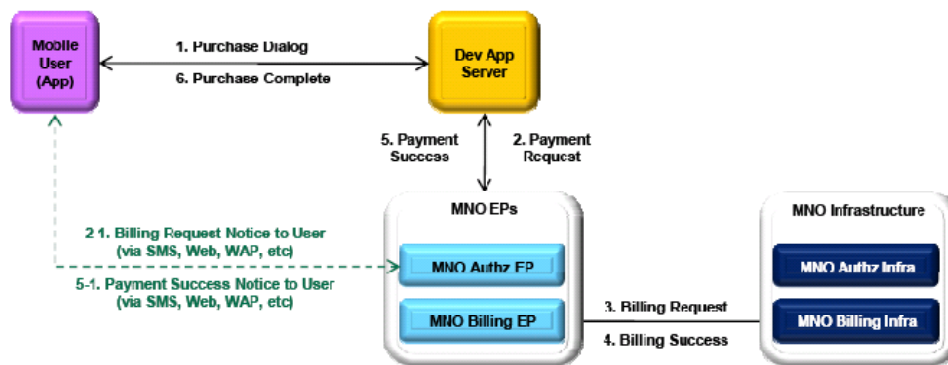 Mobile
User
(App)
1. Purchase Dialog
6. Purchase Complete
Dev App
Server
5. Payment
Success
2. Payment
Request
MNO EPs
MNO Infrastructure
2 1. Billing Request Notice to User
(via SMS, Web, WAP, etc)
MNO Authz EP
MNO Authz Infra
5-1. Payment Success Notice to User
(via SMS, Web, WAP, etc)
MNO Billing EP
3. Billing Request
MNO Billing Infra
4. Billing Success